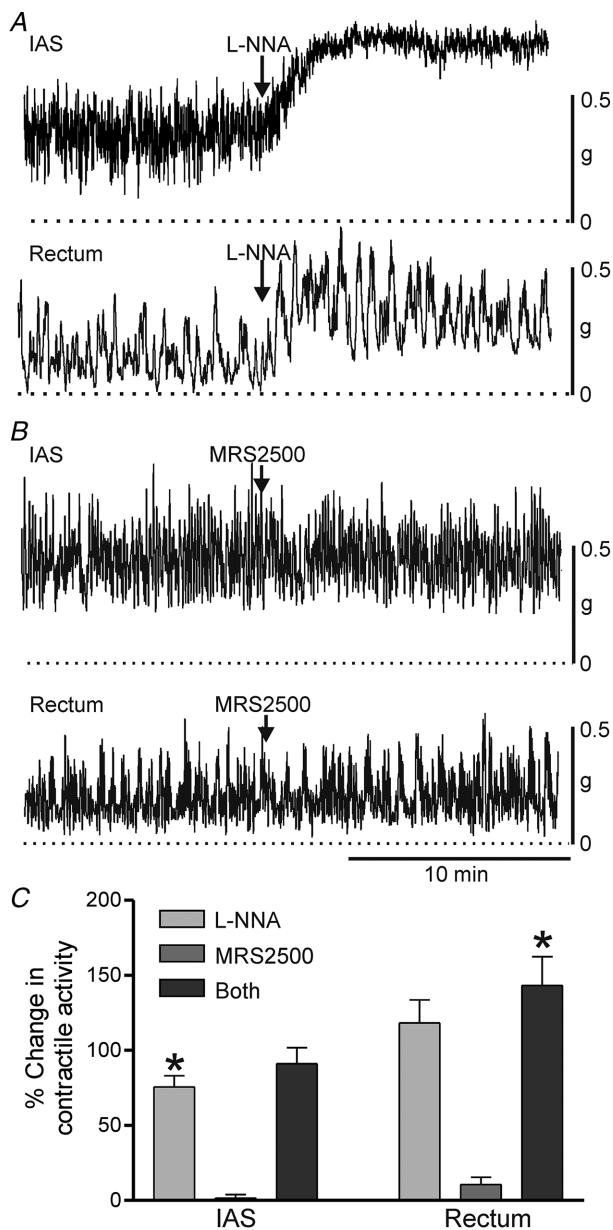 A
IAS
L-NNA
0.5
g
0
Rectum
L-NNA
0.5
g
0
B
IAS
MRS2500
0.5
g
0
Rectum
MRS2500
0.5
g
0
10 min
C
% Change in
contractile activity
200
150
100
50
0
L-NNA
MRS2500
Both
*
*
IAS
Rectum